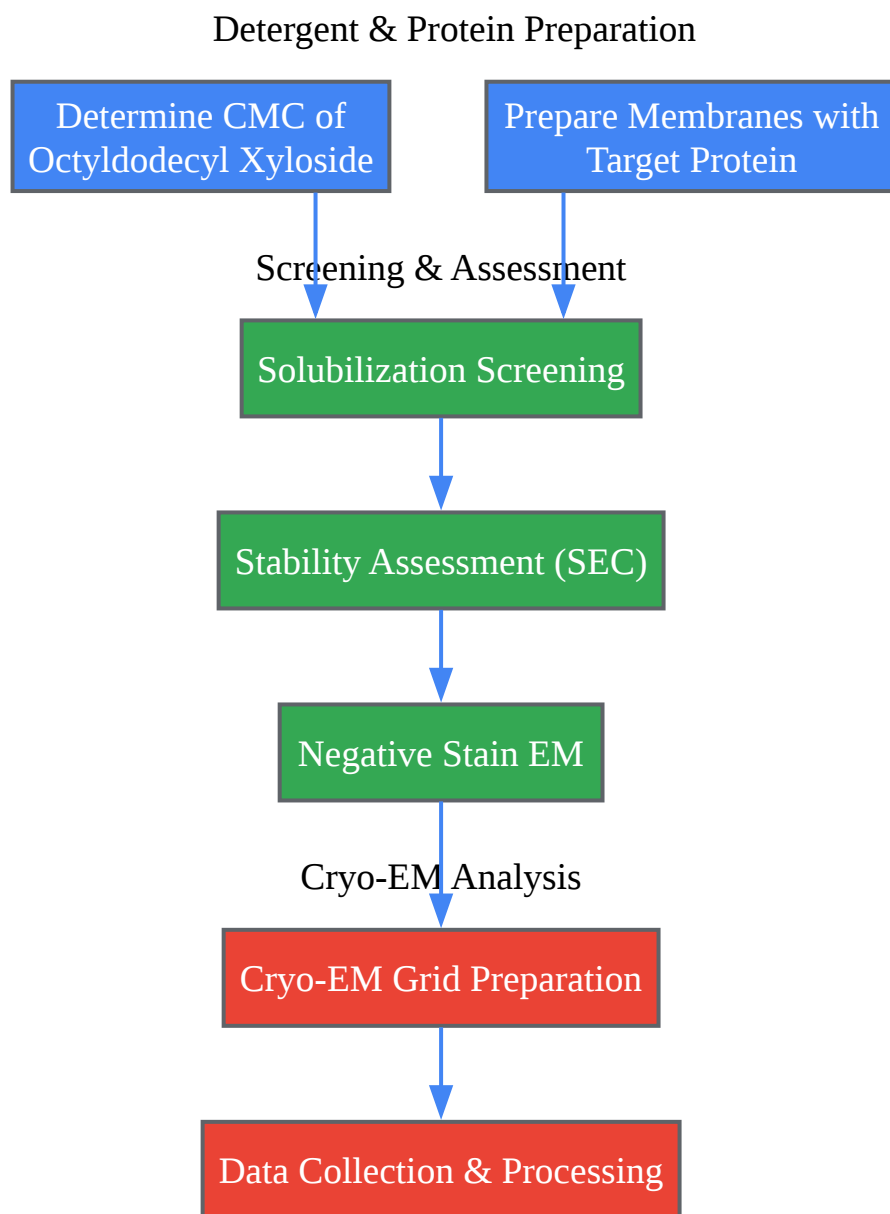 Detergent & Protein Preparation
Determine CMC of
Octyldodecyl Xyloside
Prepare Membranes with
Target Protein
Screening & Assessment
Solubilization Screening
Stability Assessment (SEC)
Negative Stain EM
Cryo-EM Analysis
Cryo-EM Grid Preparation
Data Collection & Processing